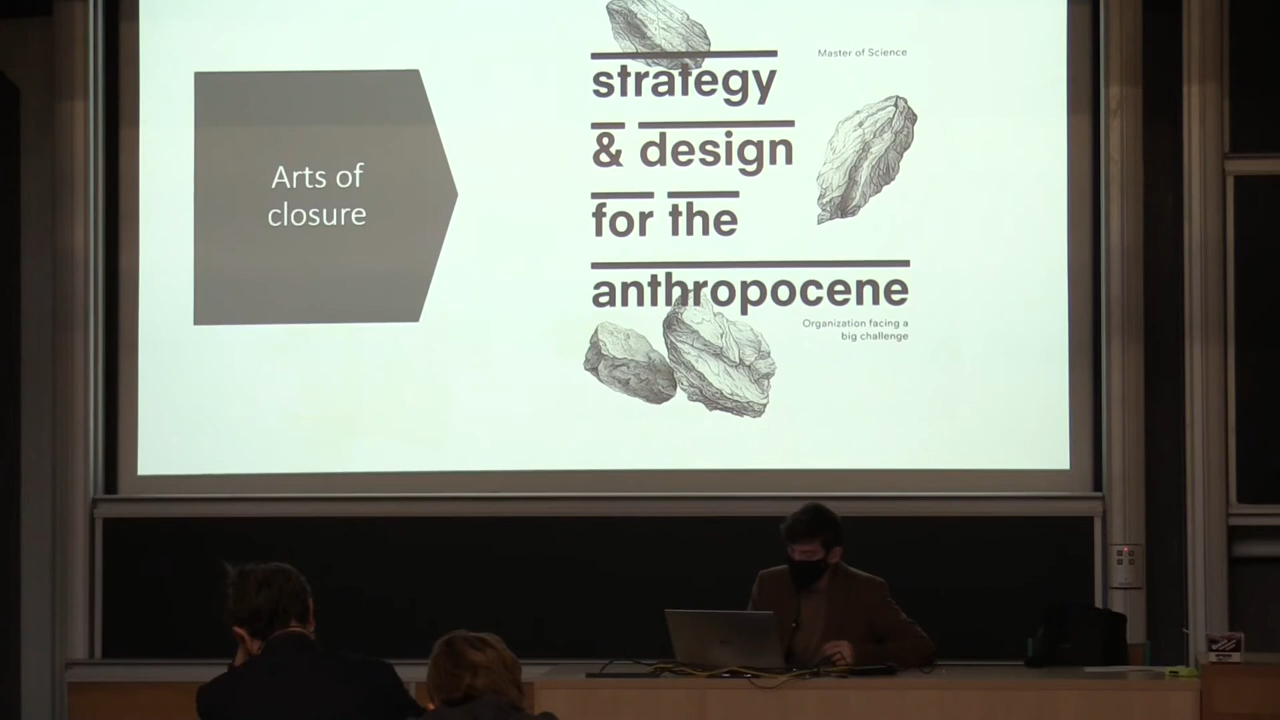 Arts of
closure
Master of Science
strategy
& design
for the
anthropocene
Organization facing a
big challenge